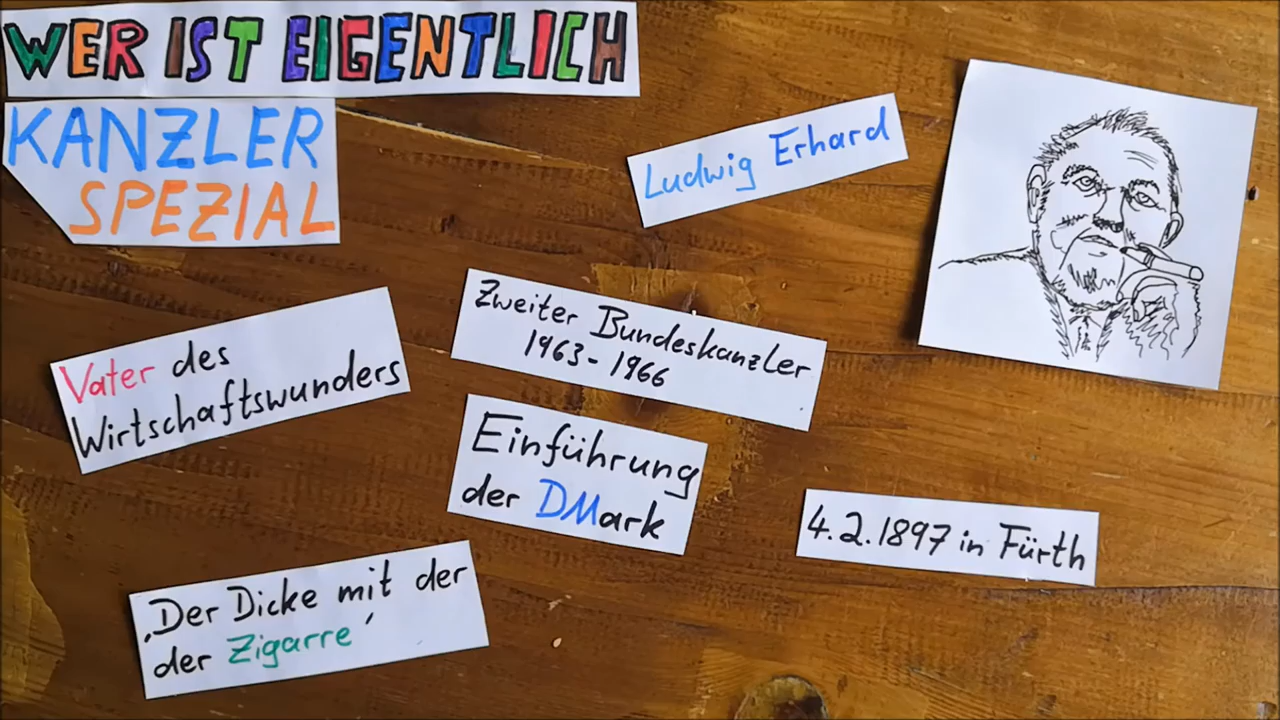 WER IST EIGENTLICH
KANZLER
SPEZIAL
Ludwig Erhard
Zweiter Bundeskanzler
1963-1966
Vater des
Wirtschaftswunders
Einführung
der DMark
4.2.1897 in Fürth
‚Der Dicke mit der
der Zigarre'